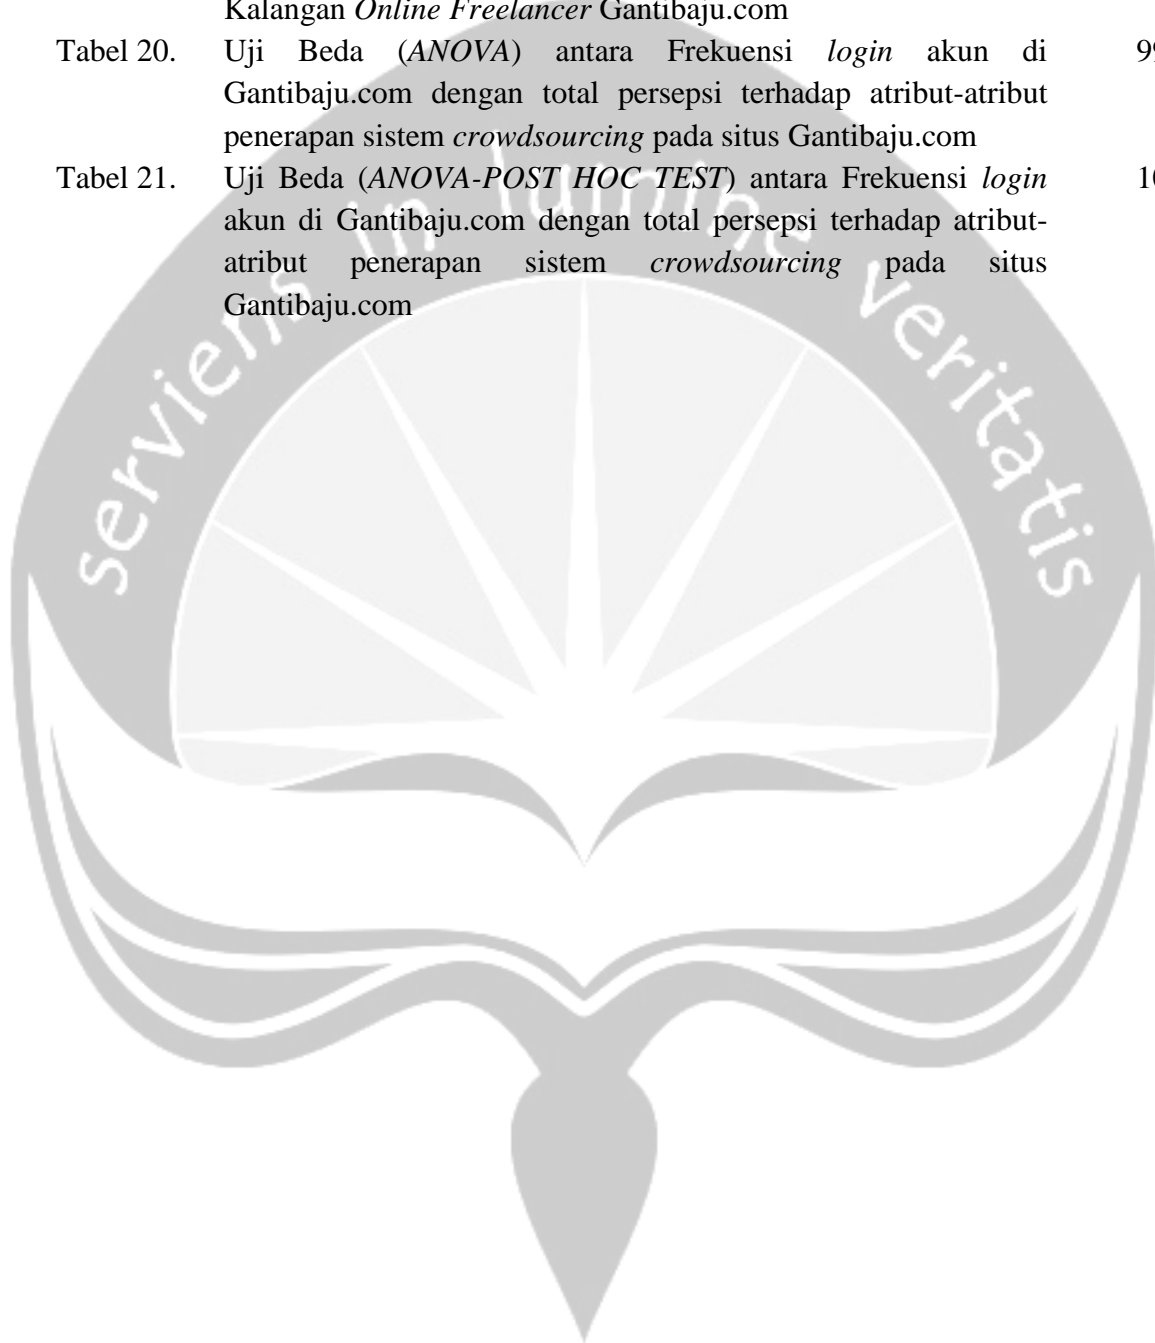 Kalangan Online Freelancer Gantibaju.com
Tabel 20. Uji Beda (ANOVA) antara Frekuensi login akun di 99
Gantibaju.com dengan total persepsi terhadap atribut-atribut
penerapan sistem crowdsourcing pada situs Gantibaju.com
Tabel 21. Uji Beda (ANOVA-POST HOC TEST) antara Frekuensi login 10
akun di Gantibaju.com dengan total persepsi terhadap atribut-
atribut penerapan sistem crowdsourcing pada situs
Gantibaju.com
serviens in lumine veritatis